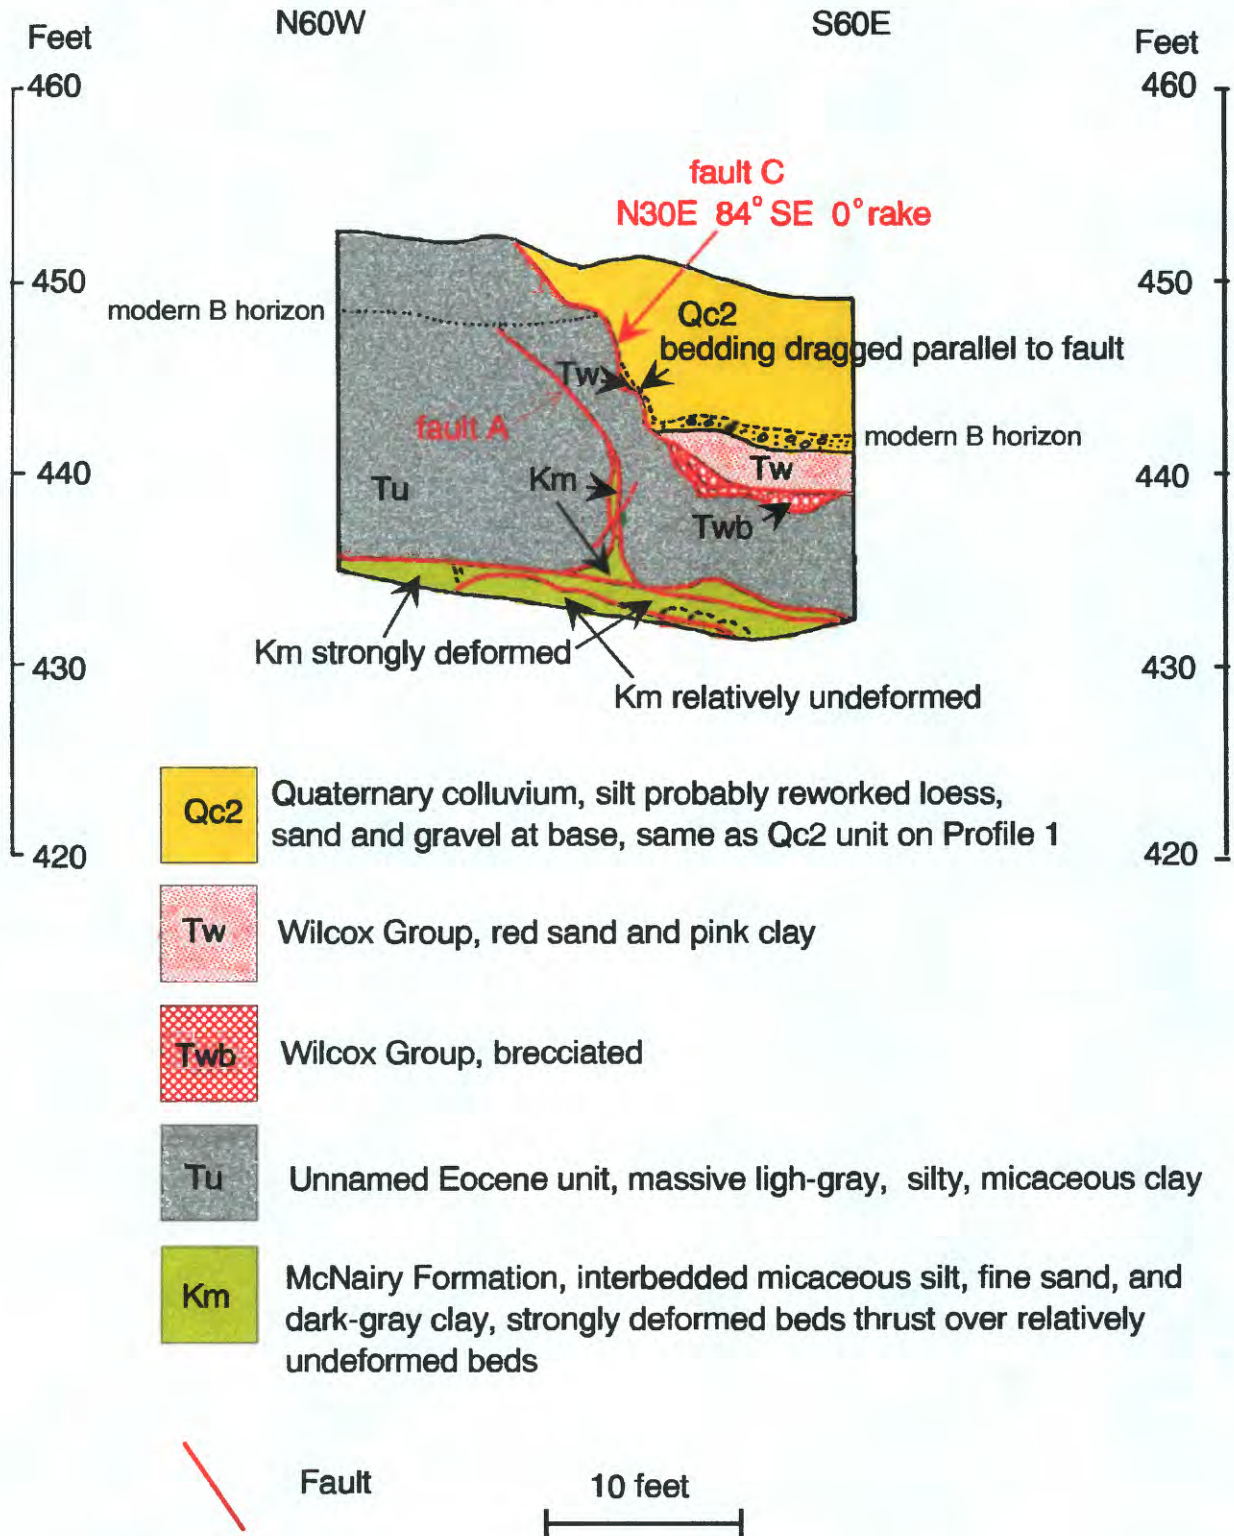 N60W
S60E
Feet
Feet
460
460
fault C
N30E 84° SE 0° rake
450
450
modern B horizon
Qc2
bedding dragged parallel to fault
Tw
fault A
modern B horizon
Tw
440
440
Km
Tu
Twb
Km strongly deformed
430
430
Km relatively undeformed
Qc2
Quaternary colluvium, silt probably reworked loess,
sand and gravel at base, same as Qc2 unit on Profile 1
420
420
Tw
Wilcox Group, red sand and pink clay
Twb
Wilcox Group, brecciated
Tu
Unnamed Eocene unit, massive ligh-gray, silty, micaceous clay
Km
McNairy Formation, interbedded micaceous silt, fine sand, and
dark-gray clay, strongly deformed beds thrust over relatively
undeformed beds
Fault
10 feet